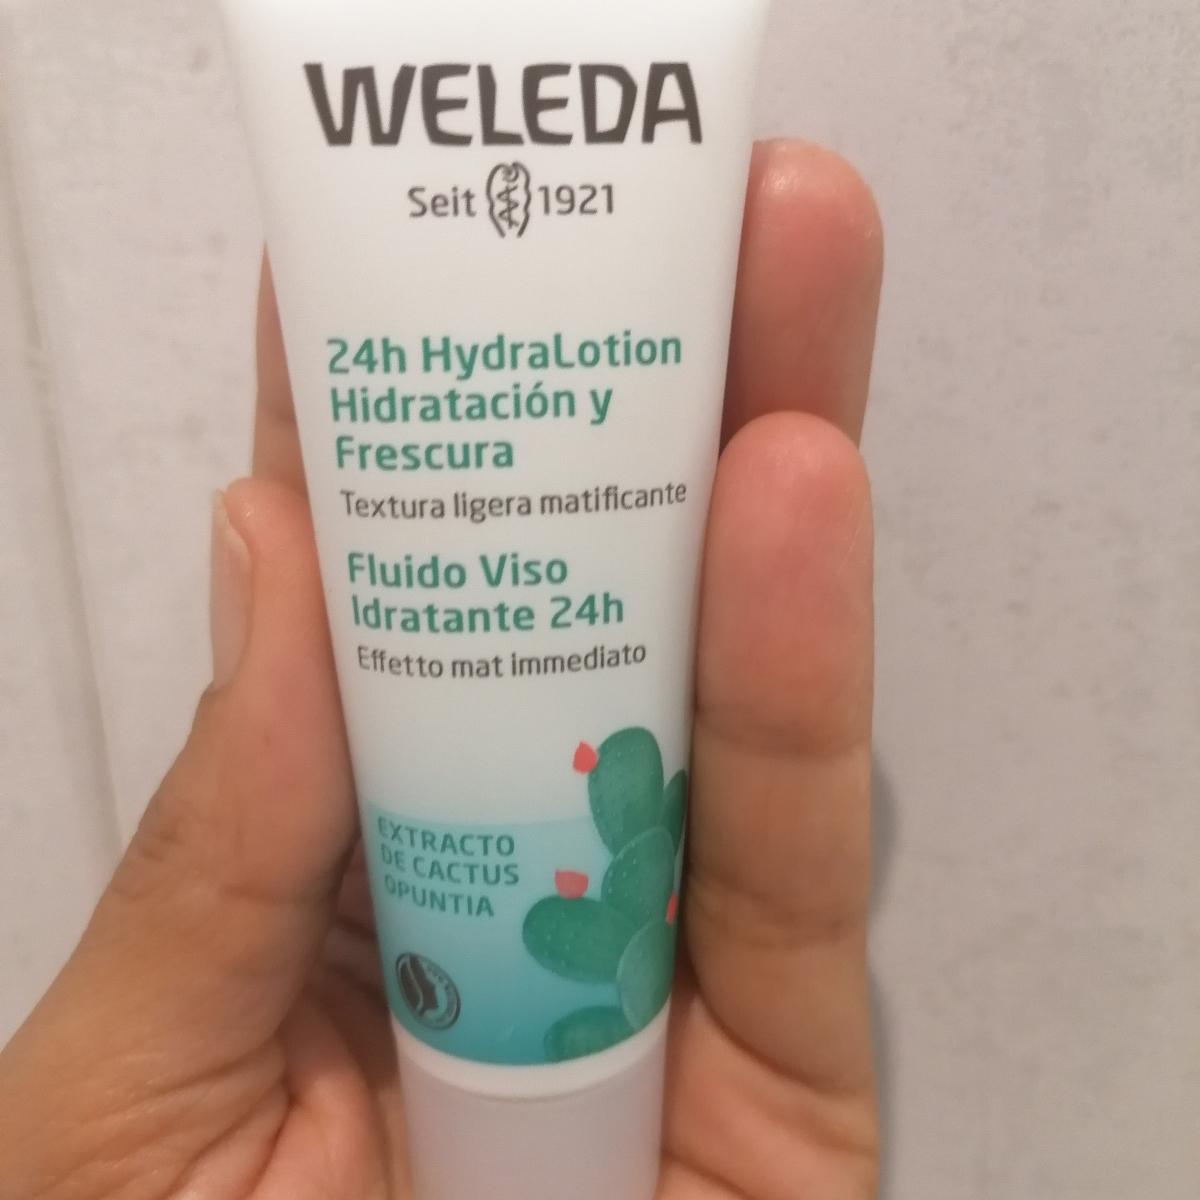 WELEDA
Seit 1921
24h HydraLotion
Hidratación y
Frescura
Textura ligera matificante
Fluido Viso
Idratante 24h
Effetto mat immediato
EXTRACTO
DE CACTUS
OPUNTIA